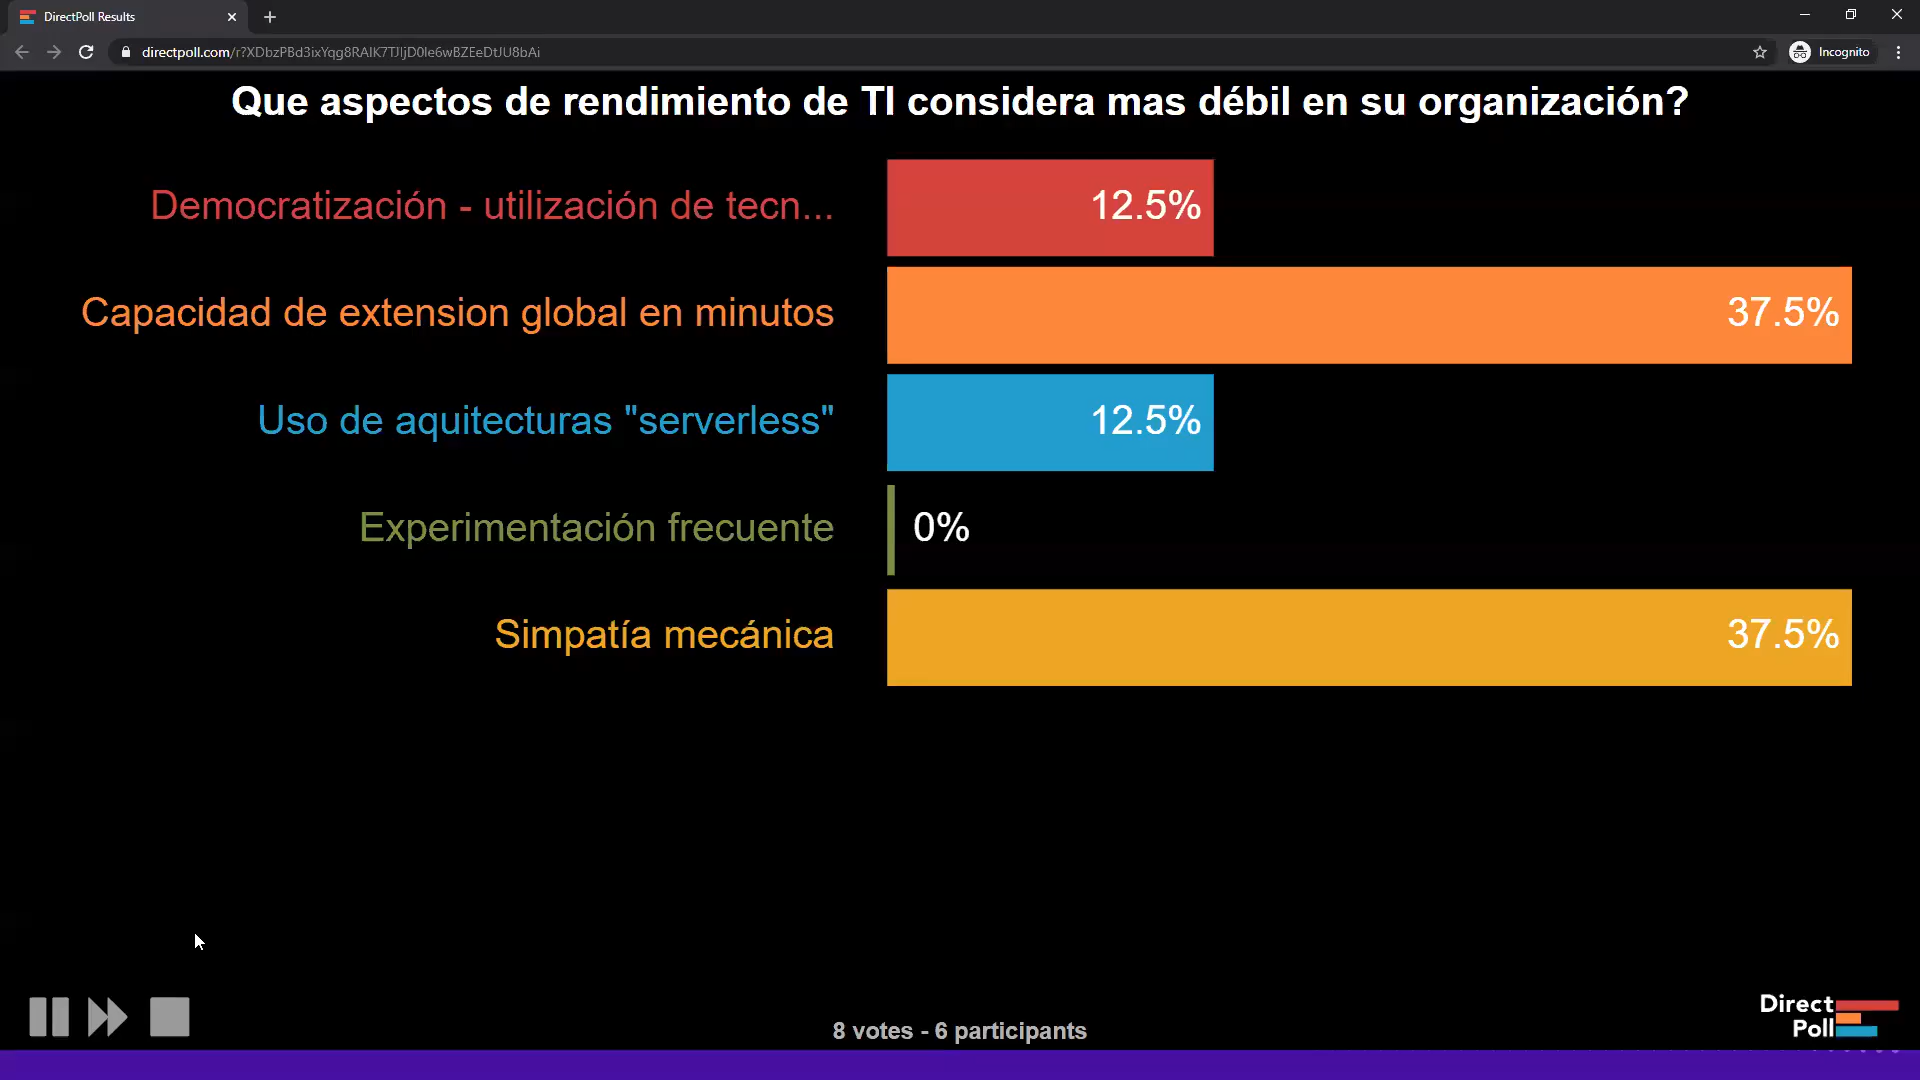 DirectPoll Results
directpoll.com/r?XDbzPBd3ixYqg8RAlK7TJljD0le6wBZEeDtJU8bAi
Incognito
Que aspectos de rendimiento de TI considera mas débil en su organización?
Democratización - utilización de tecn... 12.5%
Capacidad de extension global en minutos 37.5%
Uso de aquitecturas "serverless" 12.5%
Experimentación frecuente 0%
Simpatía mecánica 37.5%
8 votes - 6 participants
Direct
Poll